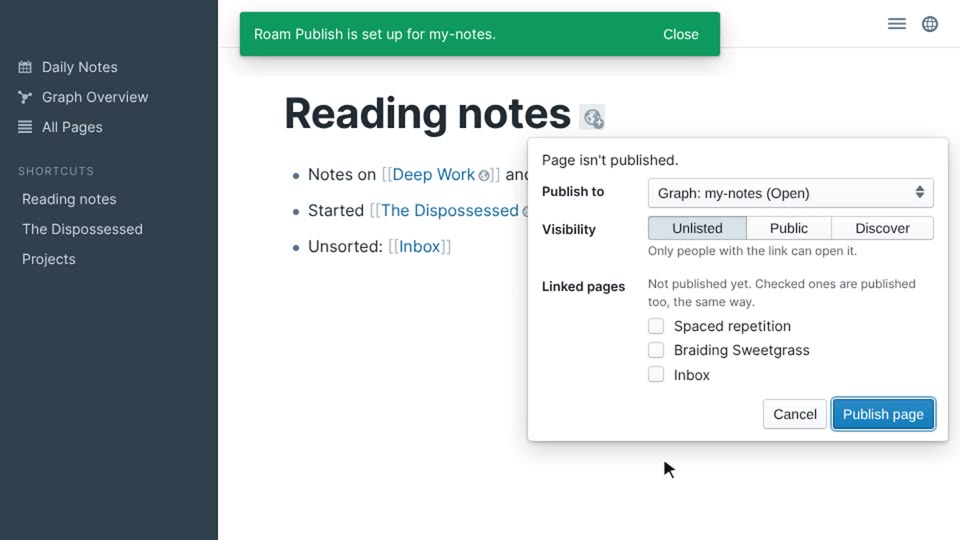 Roam Publish is set up for my-notes. Close
Daily Notes
Graph Overview
All Pages
SHORTCUTS
Reading notes
The Dispossessed
Projects
Reading notes
Notes on [[Deep Work]] and
Started [[The Dispossessed
Unsorted: [[Inbox]]
Page isn't published.
Publish to Graph: my-notes (Open)
Visibility Unlisted Public Discover
Only people with the link can open it.
Linked pages Not published yet. Checked ones are published
too, the same way.
Spaced repetition
Braiding Sweetgrass
Inbox
Cancel Publish page